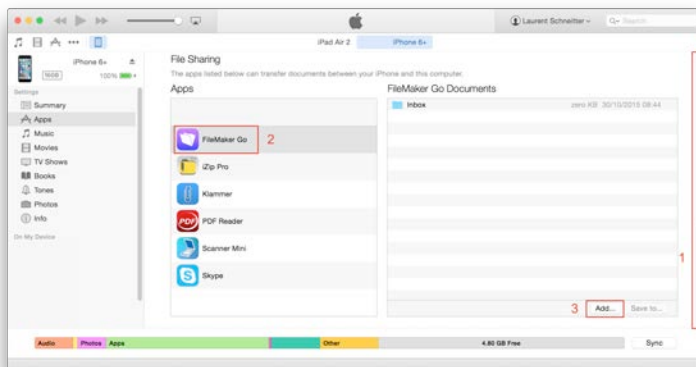 Laurent Schneitter
Search
iPad Air 2
iPhone 6+
iPhone 6+
16GB
100%
Settings
Summary
Apps
Music
Movies
TV Shows
Books
Tones
Photos
Info
On My Device
File Sharing
The apps listed below can transfer documents between your iPhone and this computer.
Apps
FileMaker Go
2
iZip Pro
Klammer
PDF
PDF Reader
Scanner Mini
S
Skype
FileMaker Go Documents
Inbox
zero KB 30/10/2015 08:44
1
3
Add...
Save to...
Audio
Photos
Apps
Other
4.80 GB Free
Sync